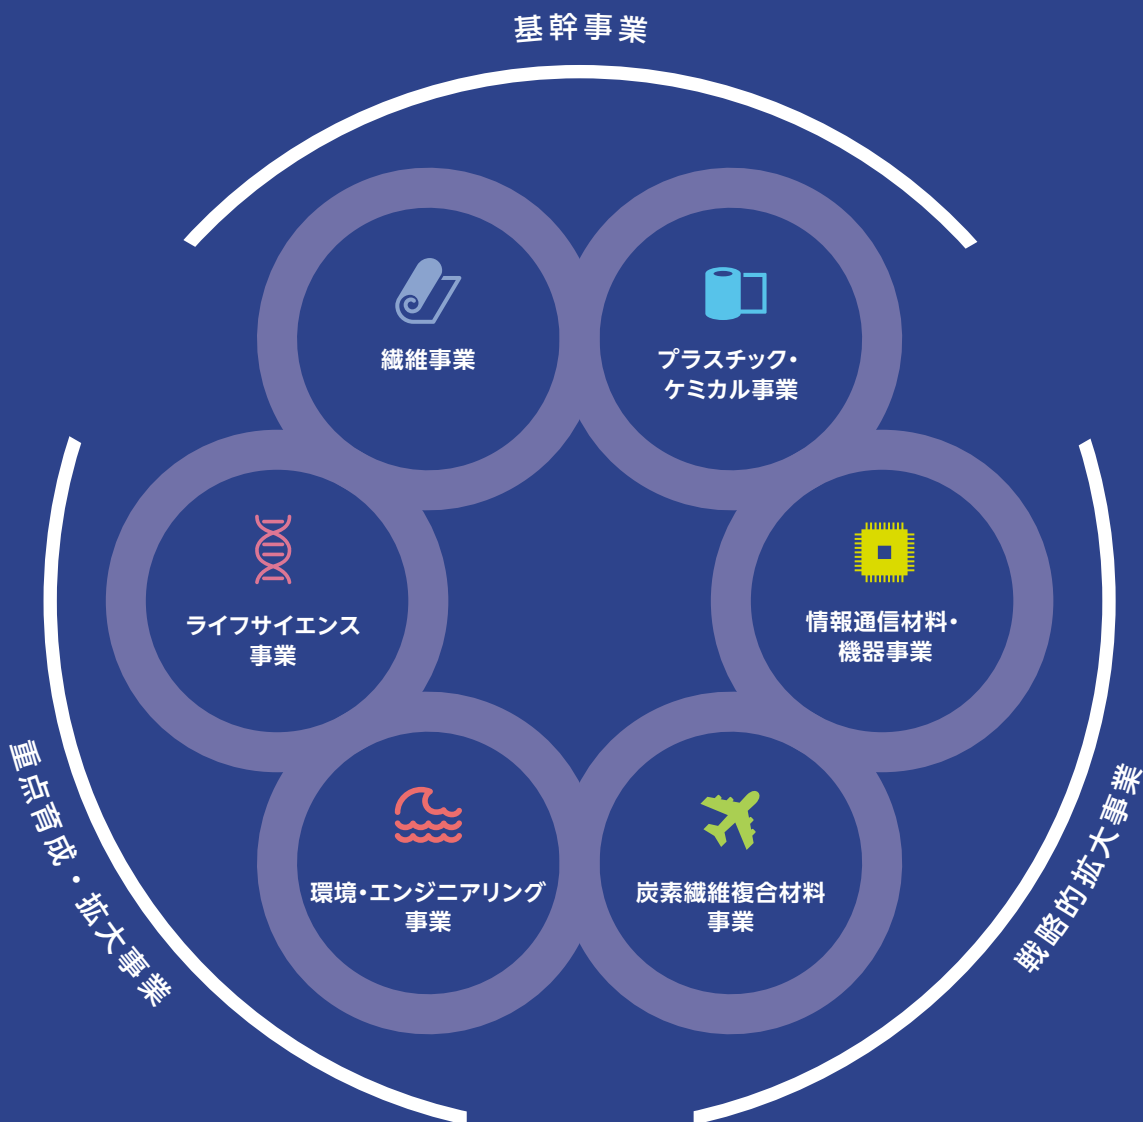 基幹事業
繊維事業
プラスチック・
ケミカル事業
ライフサイエンス
事業
情報通信材料・
機器事業
環境・エンジニアリング
事業
炭素繊維複合材料
事業
重点育成・拡大事業
戦略的拡大事業